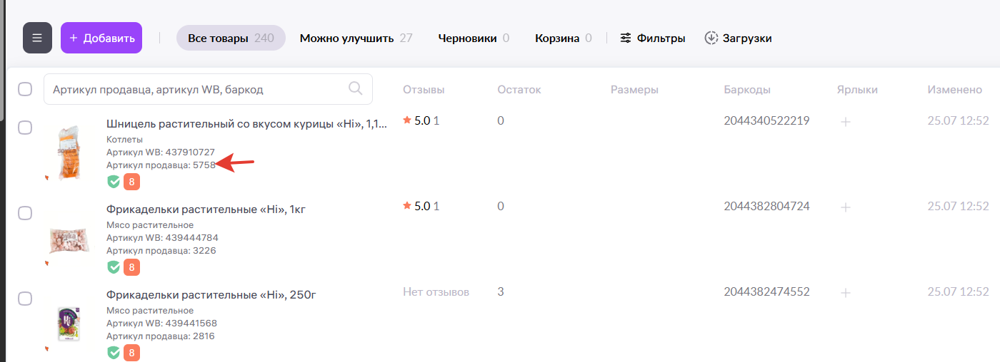 + Добавить
Все товары 240
Можно улучшить 27
Черновики 0
Корзина 0
Фильтры
Загрузки
Артикул продавца, артикул WB, баркод
Отзывы
Остаток
Размеры
Баркоды
Ярлыки
Изменено
Шницель растительный со вкусом курицы «Hi», 1,1...
Котлеты
Артикул WB: 437910727
Артикул продавца: 5758
8
5.0 1
0
2044340522219
+
25.07 12:52
Фрикадельки растительные «Hi», 1кг
Мясо растительное
Артикул WB: 439444784
Артикул продавца: 3226
8
5.0 1
0
2044382804724
+
25.07 12:52
Фрикадельки растительные «Hi», 250г
Мясо растительное
Артикул WB: 439441568
Артикул продавца: 2816
8
Нет отзывов
3
2044382474552
+
25.07 12:52
Hi